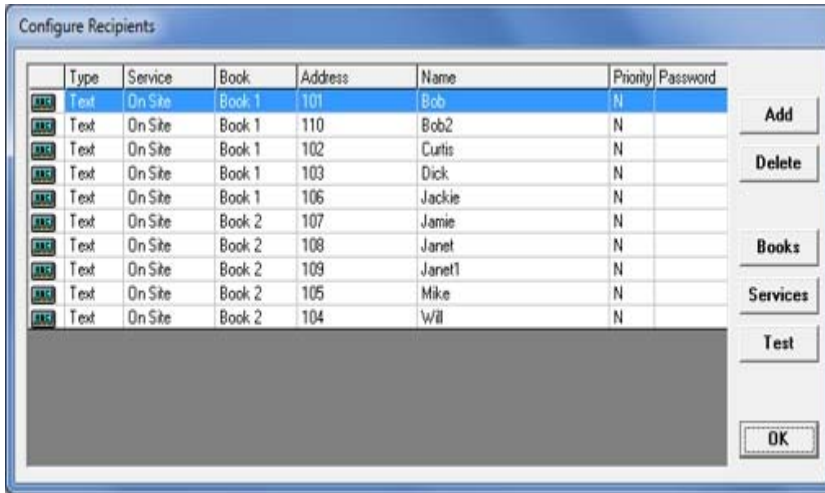 Configure Recipients
Type Service Book Address Name Priority Password
Text On Site Book 1 101 Bob N
Text On Site Book 1 110 Bob2 N
Text On Site Book 1 102 Curtis N
Text On Site Book 1 103 Dick N
Text On Site Book 1 106 Jackie N
Text On Site Book 2 107 Jamie N
Text On Site Book 2 108 Janet N
Text On Site Book 2 109 Janet1 N
Text On Site Book 2 105 Mike N
Text On Site Book 2 104 Will N
Add
Delete
Books
Services
Test
OK